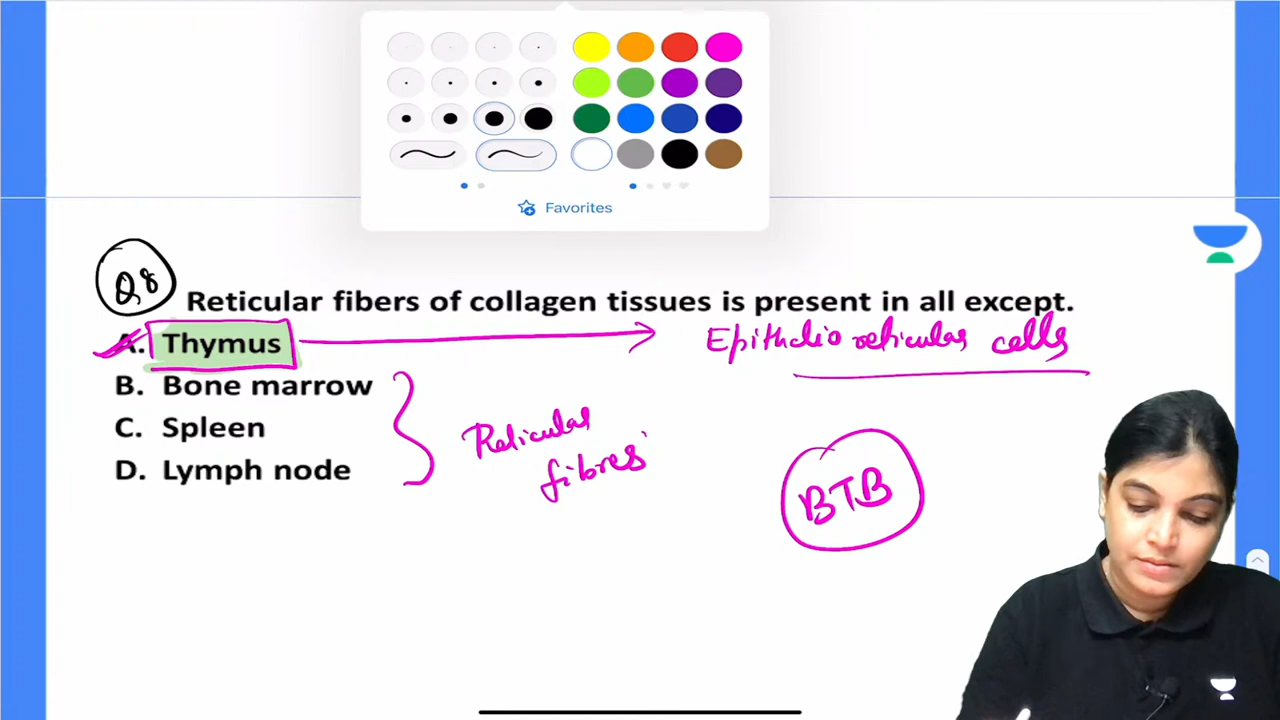 Favorites
Q8
Reticular fibers of collagen tissues is present in all except.
A. Thymus
Epithelio reticular cells
B. Bone marrow
C. Spleen
D. Lymph node
Reticular
fibres
BTB